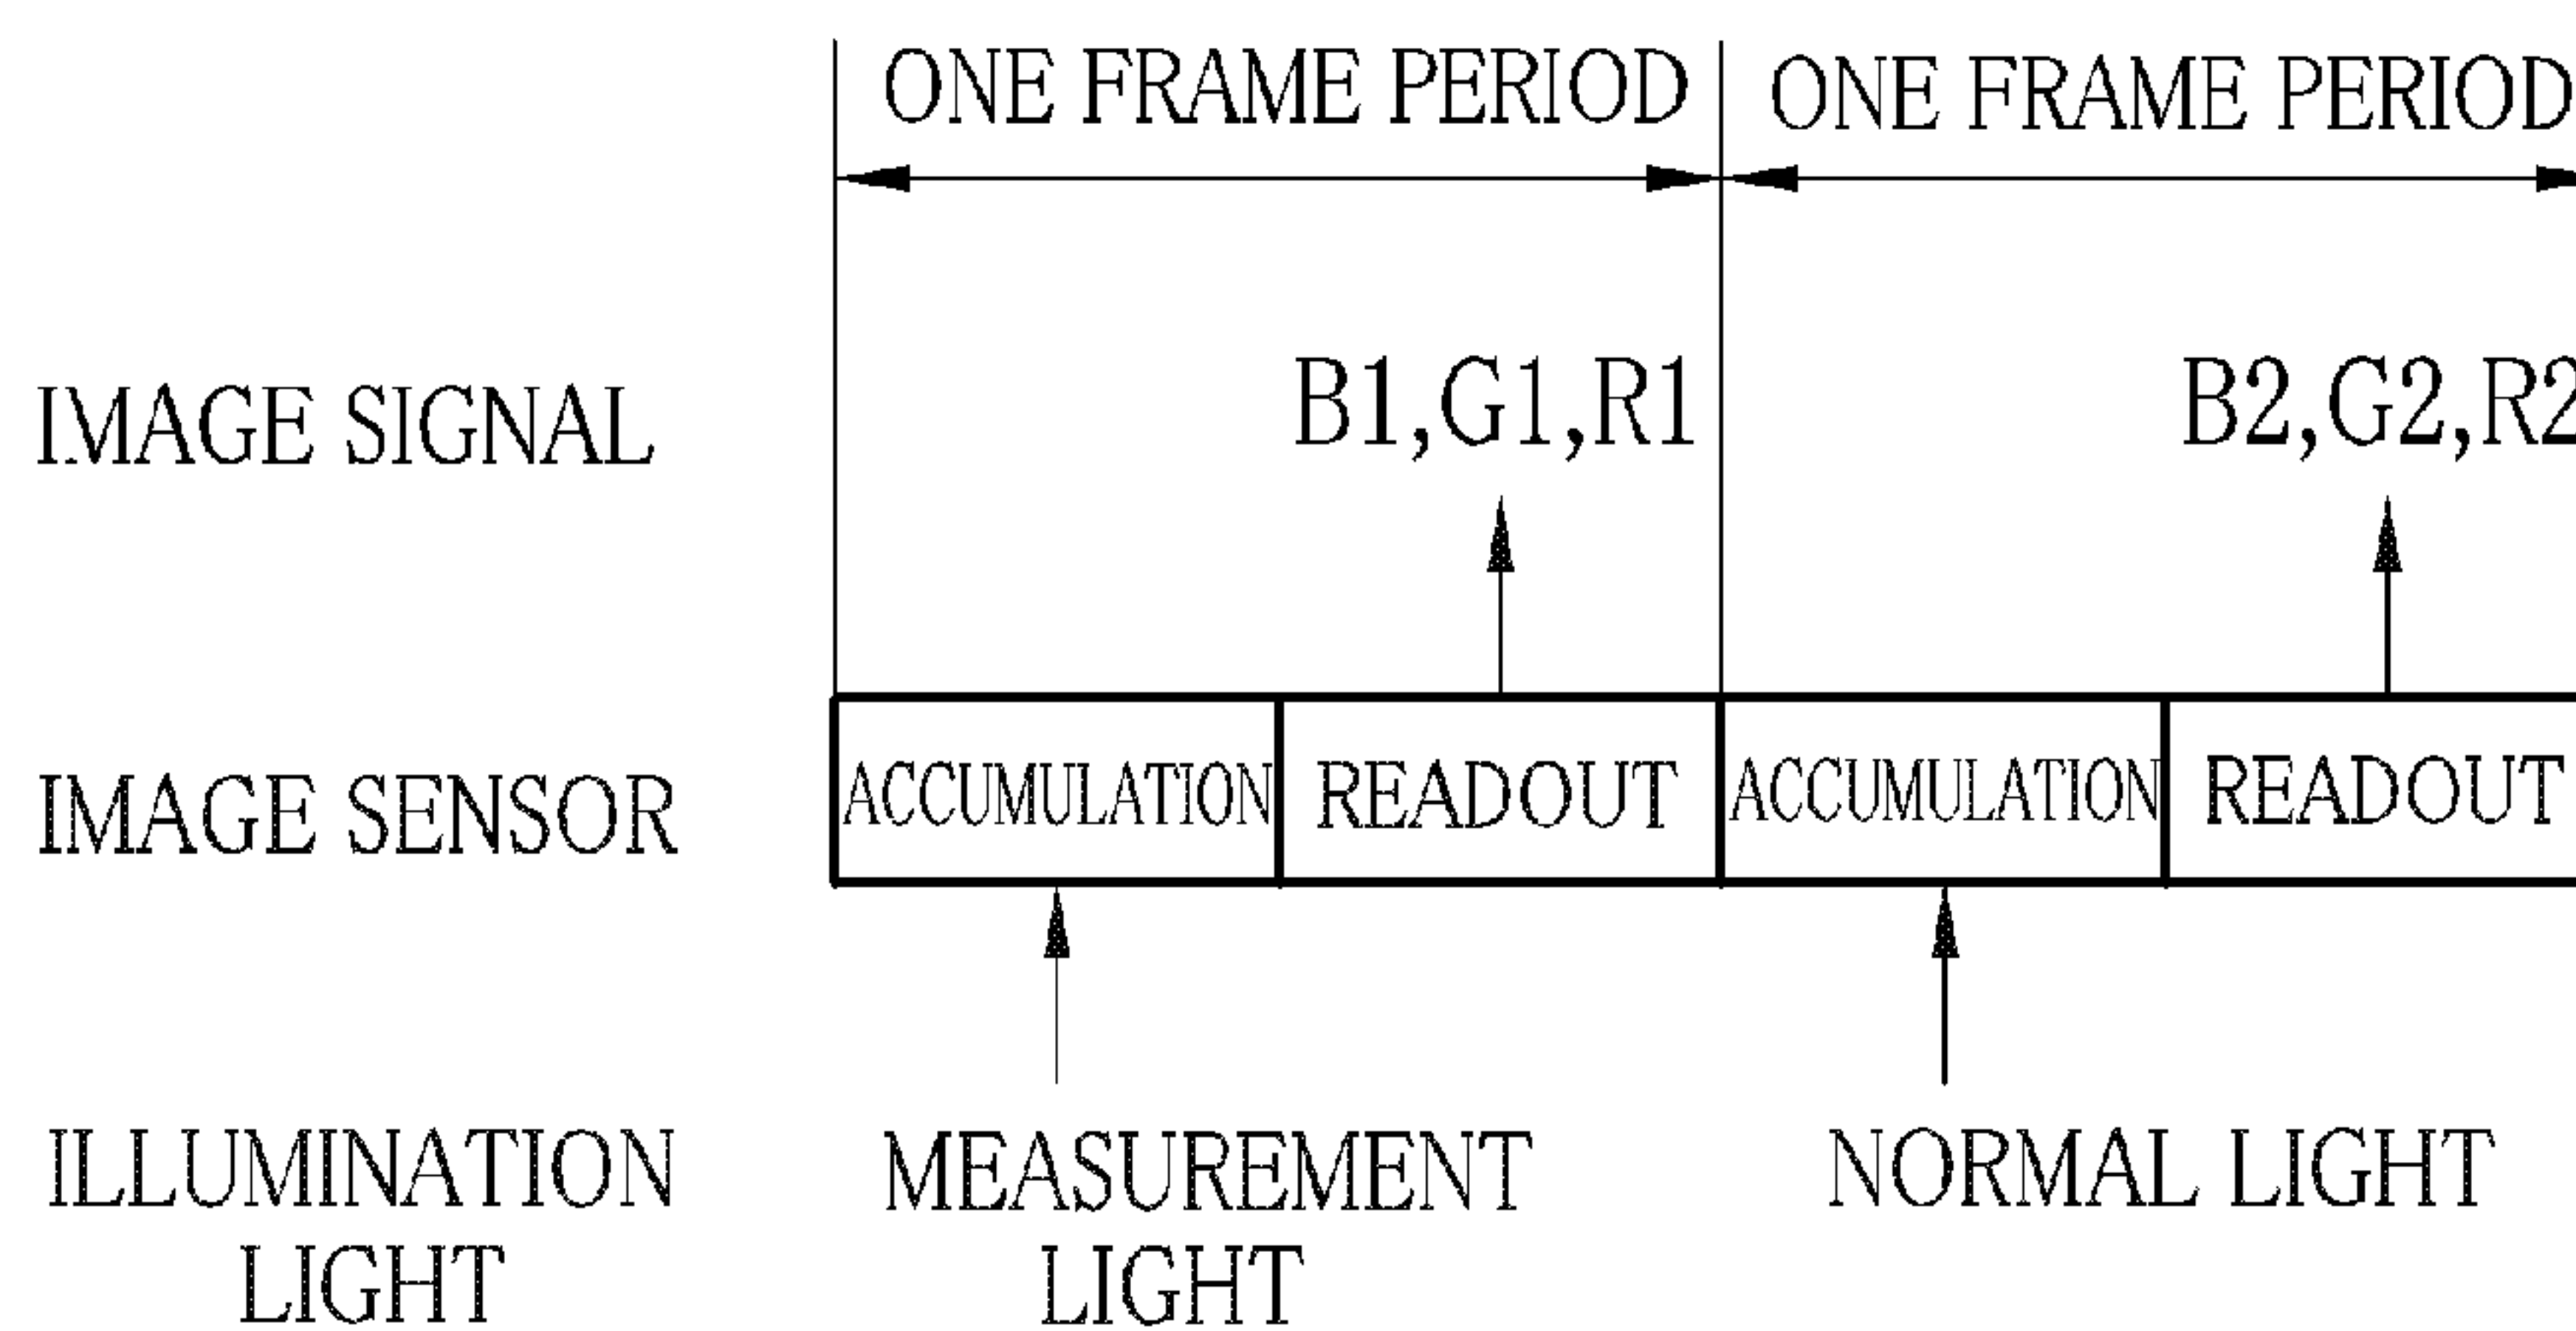 ONE FRAME PERIOD ONE FRAME PERIOD
IMAGE SIGNAL B1,G1,R1 B2,G2,R2
IMAGE SENSOR ACCUMULATION READOUT ACCUMULATION READOUT
ILLUMINATION LIGHT MEASUREMENT LIGHT NORMAL LIGHT